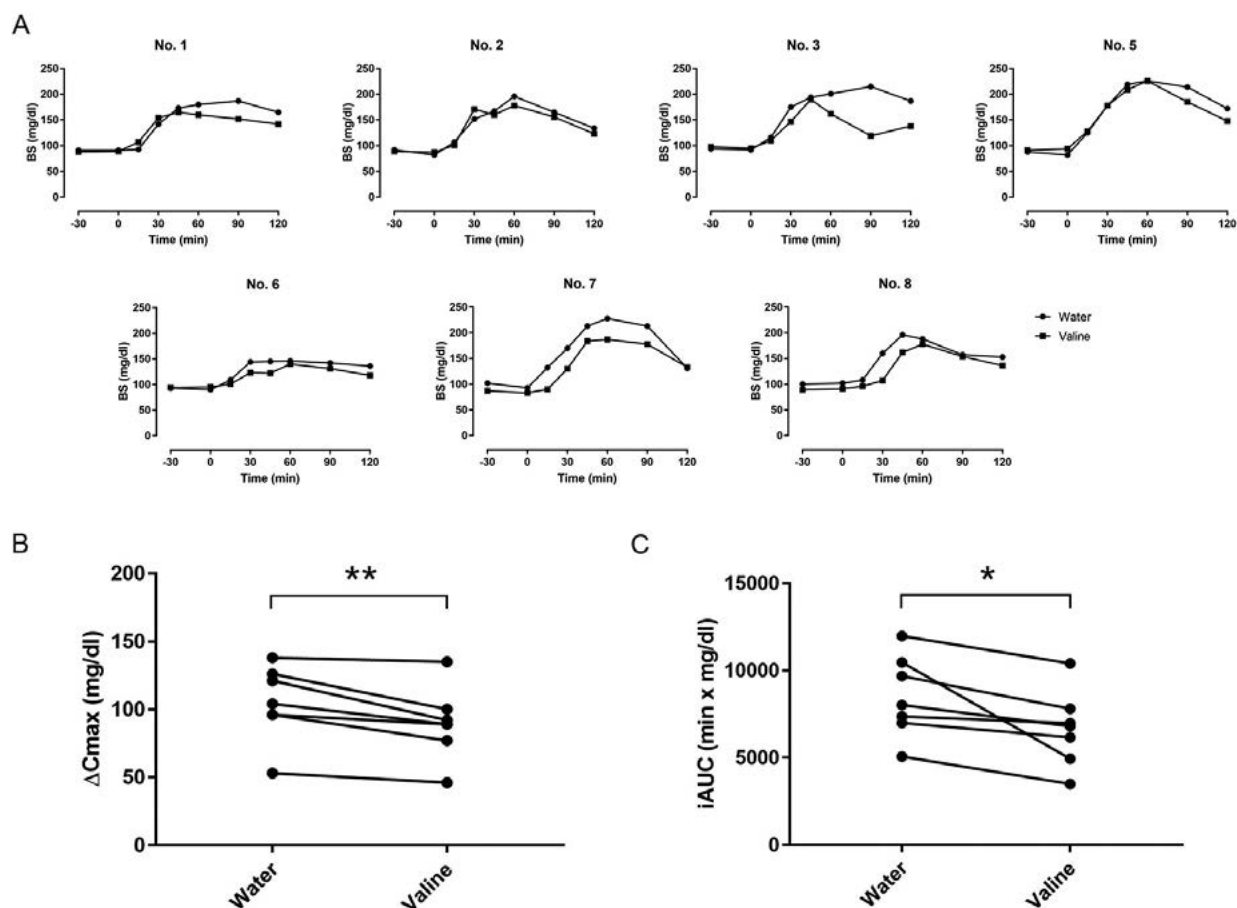 A
No. 1
BS (mg/dl)
250
200
150
100
50
0
-30 0 30 60 90 120
Time (min)
No. 2
BS (mg/dl)
250
200
150
100
50
0
-30 0 30 60 90 120
Time (min)
No. 3
BS (mg/dl)
250
200
150
100
50
0
-30 0 30 60 90 120
Time (min)
No. 5
BS (mg/dl)
250
200
150
100
50
0
-30 0 30 60 90 120
Time (min)
No. 6
BS (mg/dl)
250
200
150
100
50
0
-30 0 30 60 90 120
Time (min)
No. 7
BS (mg/dl)
250
200
150
100
50
0
-30 0 30 60 90 120
Time (min)
No. 8
BS (mg/dl)
250
200
150
100
50
0
-30 0 30 60 90 120
Time (min)
Water
Valine
B
ΔCmax (mg/dl)
200
150
100
50
0
**
Water
Valine
C
iAUC (min x mg/dl)
15000
10000
5000
0
*
Water
Valine